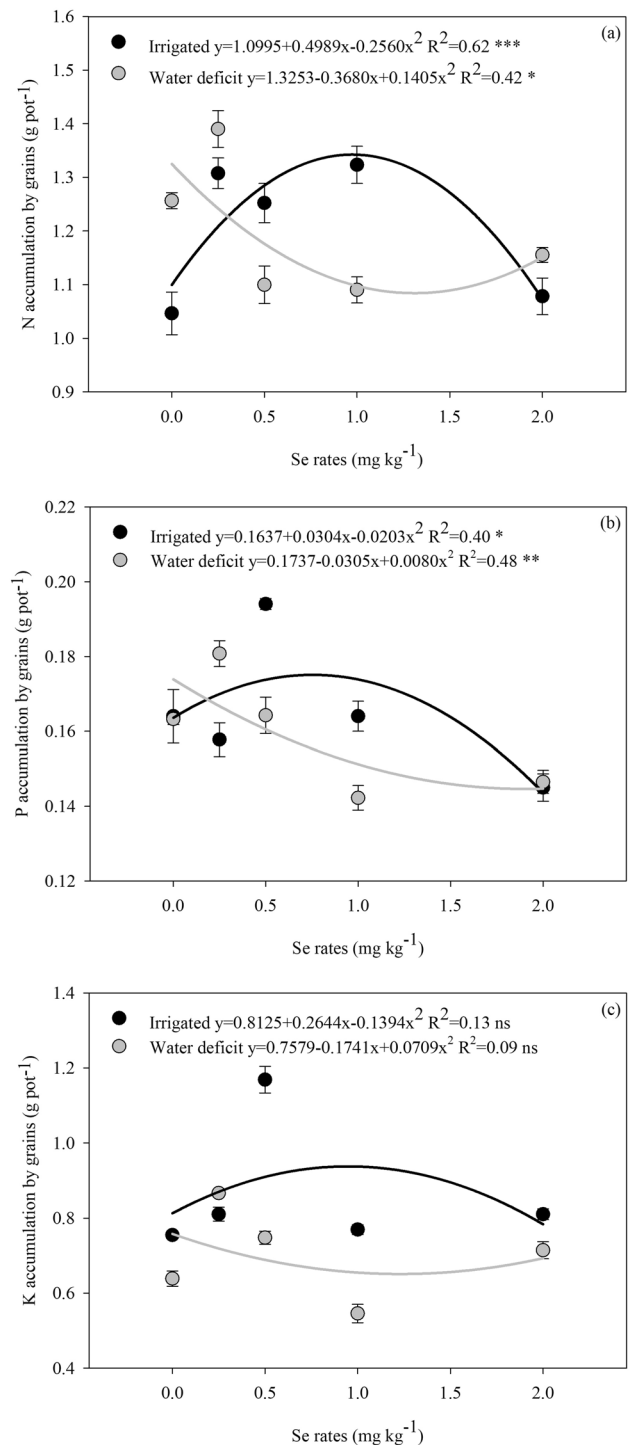 (a)
Irrigated y=1.0995+0.4989x-0.2560x² R²=0.62 ***
Water deficit y=1.3253-0.3680x+0.1405x² R²=0.42 *
N accumulation by grains (g pot⁻¹)
1.6
1.5
1.4
1.3
1.2
1.1
1.0
0.9
0.0 0.5 1.0 1.5 2.0
Se rates (mg kg⁻¹)
(b)
Irrigated y=0.1637+0.0304x-0.0203x² R²=0.40 *
Water deficit y=0.1737-0.0305x+0.0080x² R²=0.48 **
P accumulation by grains (g pot⁻¹)
0.22
0.20
0.18
0.16
0.14
0.12
0.0 0.5 1.0 1.5 2.0
Se rates (mg kg⁻¹)
(c)
Irrigated y=0.8125+0.2644x-0.1394x² R²=0.13 ns
Water deficit y=0.7579-0.1741x+0.0709x² R²=0.09 ns
K accumulation by grains (g pot⁻¹)
1.4
1.2
1.0
0.8
0.6
0.4
0.0 0.5 1.0 1.5 2.0
Se rates (mg kg⁻¹)